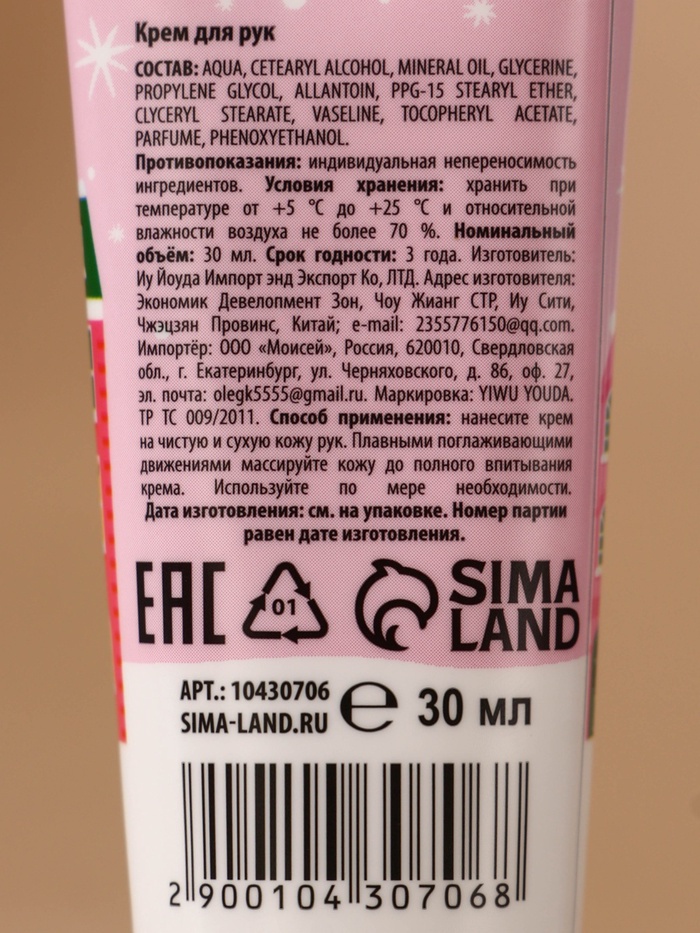 Крем для рук
СОСТАВ: AQUA, CETEARYL ALCOHOL, MINERAL OIL, GLYCERINE,
PROPYLENE GLYCOL, ALLANTOIN, PPG-15 STEARYL ETHER,
CLYCERYL STEARATE, VASELINE, TOCOPHERYL ACETATE,
PARFUME, PHENOXYETHANOL.
Противопоказания: индивидуальная непереносимость
ингредиентов. Условия хранения: хранить при
температуре от +5 °С до +25 °С и относительной
влажности воздуха не более 70 %. Номинальный
объём: 30 мл. Срок годности: 3 года. Изготовитель:
Иу Йоуда Импорт энд Экспорт Ко, ЛТД. Адрес изготовителя:
Экономик Девелопмент Зон, Чоу Жианг СТР, Иу Сити,
Чжэцзян Провинс, Китай; e-mail: 2355776150@qq.com.
Импортёр: ООО «Моисей», Россия, 620010, Свердловская
обл., г. Екатеринбург, ул. Черняховского, д. 86, оф. 27,
эл. почта: olegk5555@gmail.ru. Маркировка: YIWU YOUDA.
ТР ТС 009/2011. Способ применения: нанесите крем
на чистую и сухую кожу рук. Плавными поглаживающими
движениями массируйте кожу до полного впитывания
крема. Используйте по мере необходимости.
Дата изготовления: см. на упаковке. Номер партии
равен дате изготовления.
EAC 01 SIMA
LAND
АРТ.: 10430706
SIMA-LAND.RU
℮ 30 мл
2 900104 307068